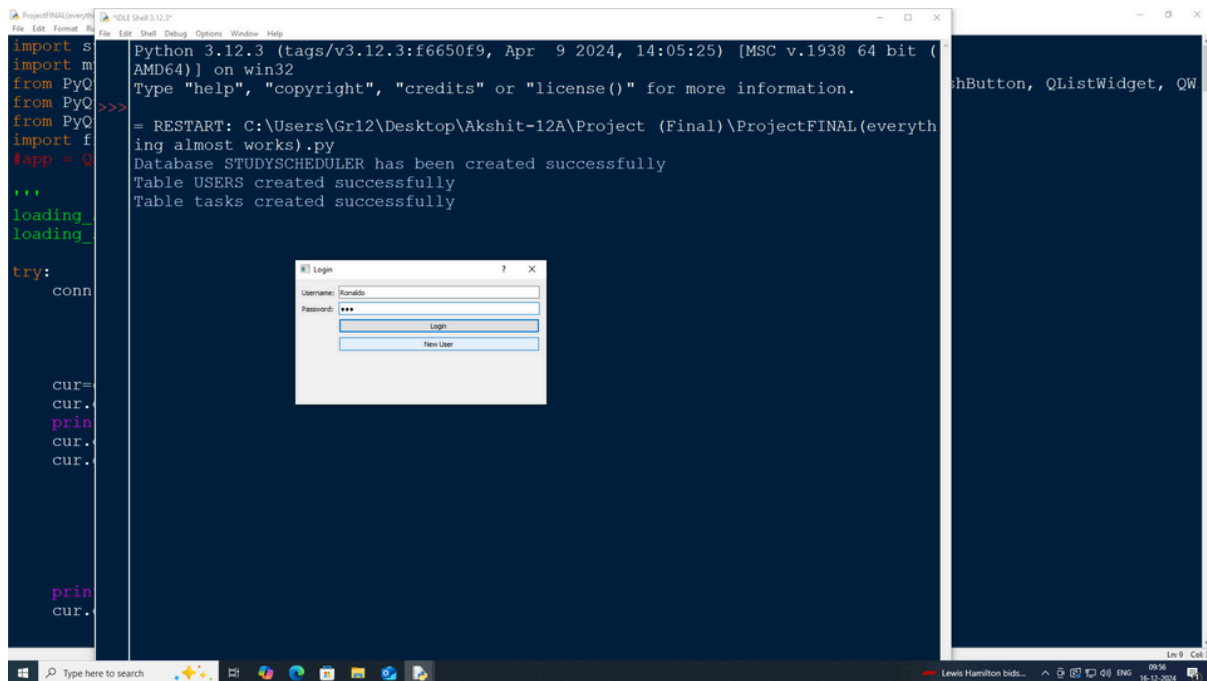 ProjectFINAL(everyth
File Edit Format Ru
import s
import m
from PyQ
from PyQ
from PyQ
import f
#app = Q
'''
loading_
loading_
try:
conn
cur=
cur.
prin
cur.
cur.
prin
cur.
*IDLE Shell 3.12.3*
File Edit Shell Debug Options Window Help
Python 3.12.3 (tags/v3.12.3:f6650f9, Apr  9 2024, 14:05:25) [MSC v.1938 64 bit (
AMD64)] on win32
Type "help", "copyright", "credits" or "license()" for more information.
>>>
= RESTART: C:\Users\Gr12\Desktop\Akshit-12A\Project (Final)\ProjectFINAL(everyth
ing almost works).py
Database STUDYSCHEDULER has been created successfully
Table USERS created successfully
Table tasks created successfully
shButton, QListWidget, QW
Login
Username: Ronaldo
Password:
Login
New User
Ln: 9 Col:
Type here to search
Lewis Hamilton bids...
ENG
09:56
16-12-2024